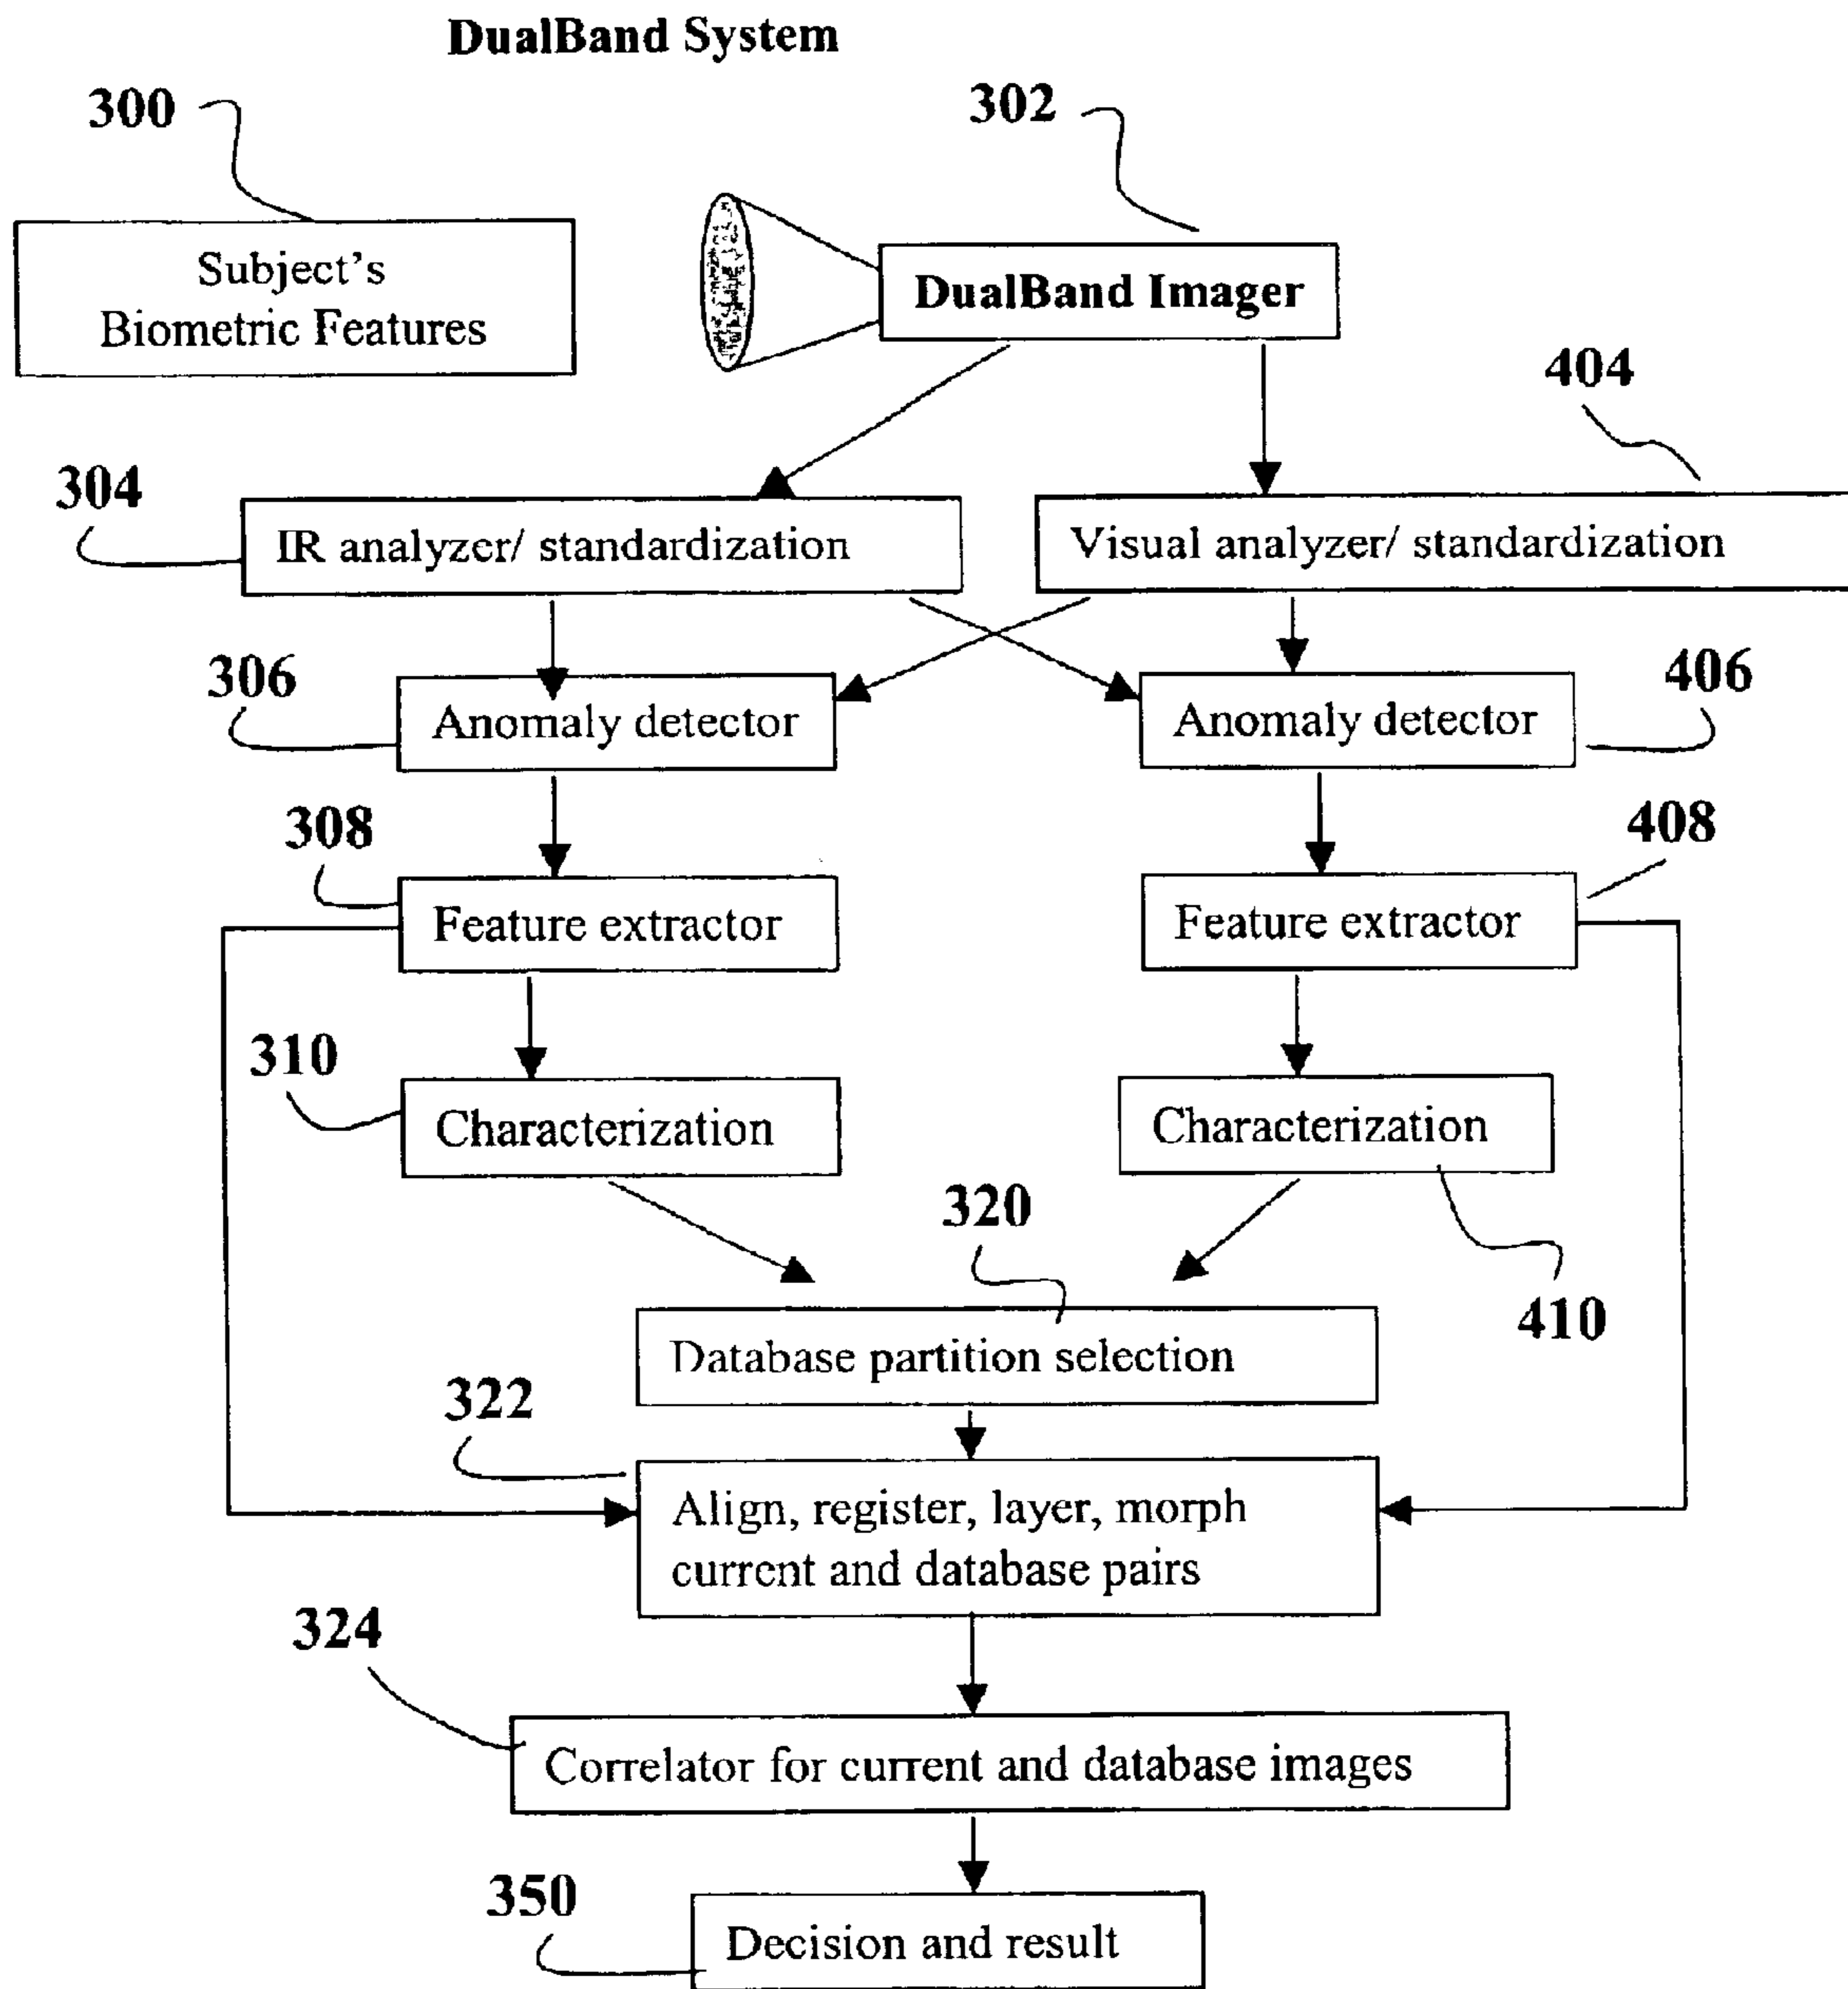 DualBand System
300
302
Subject's
Biometric Features
DualBand Imager
404
304
IR analyzer/ standardization
Visual analyzer/ standardization
306
406
Anomaly detector
Anomaly detector
308
408
Feature extractor
Feature extractor
310
Characterization
Characterization
320
410
Database partition selection
322
Align, register, layer, morph
current and database pairs
324
Correlator for current and database images
350
Decision and result